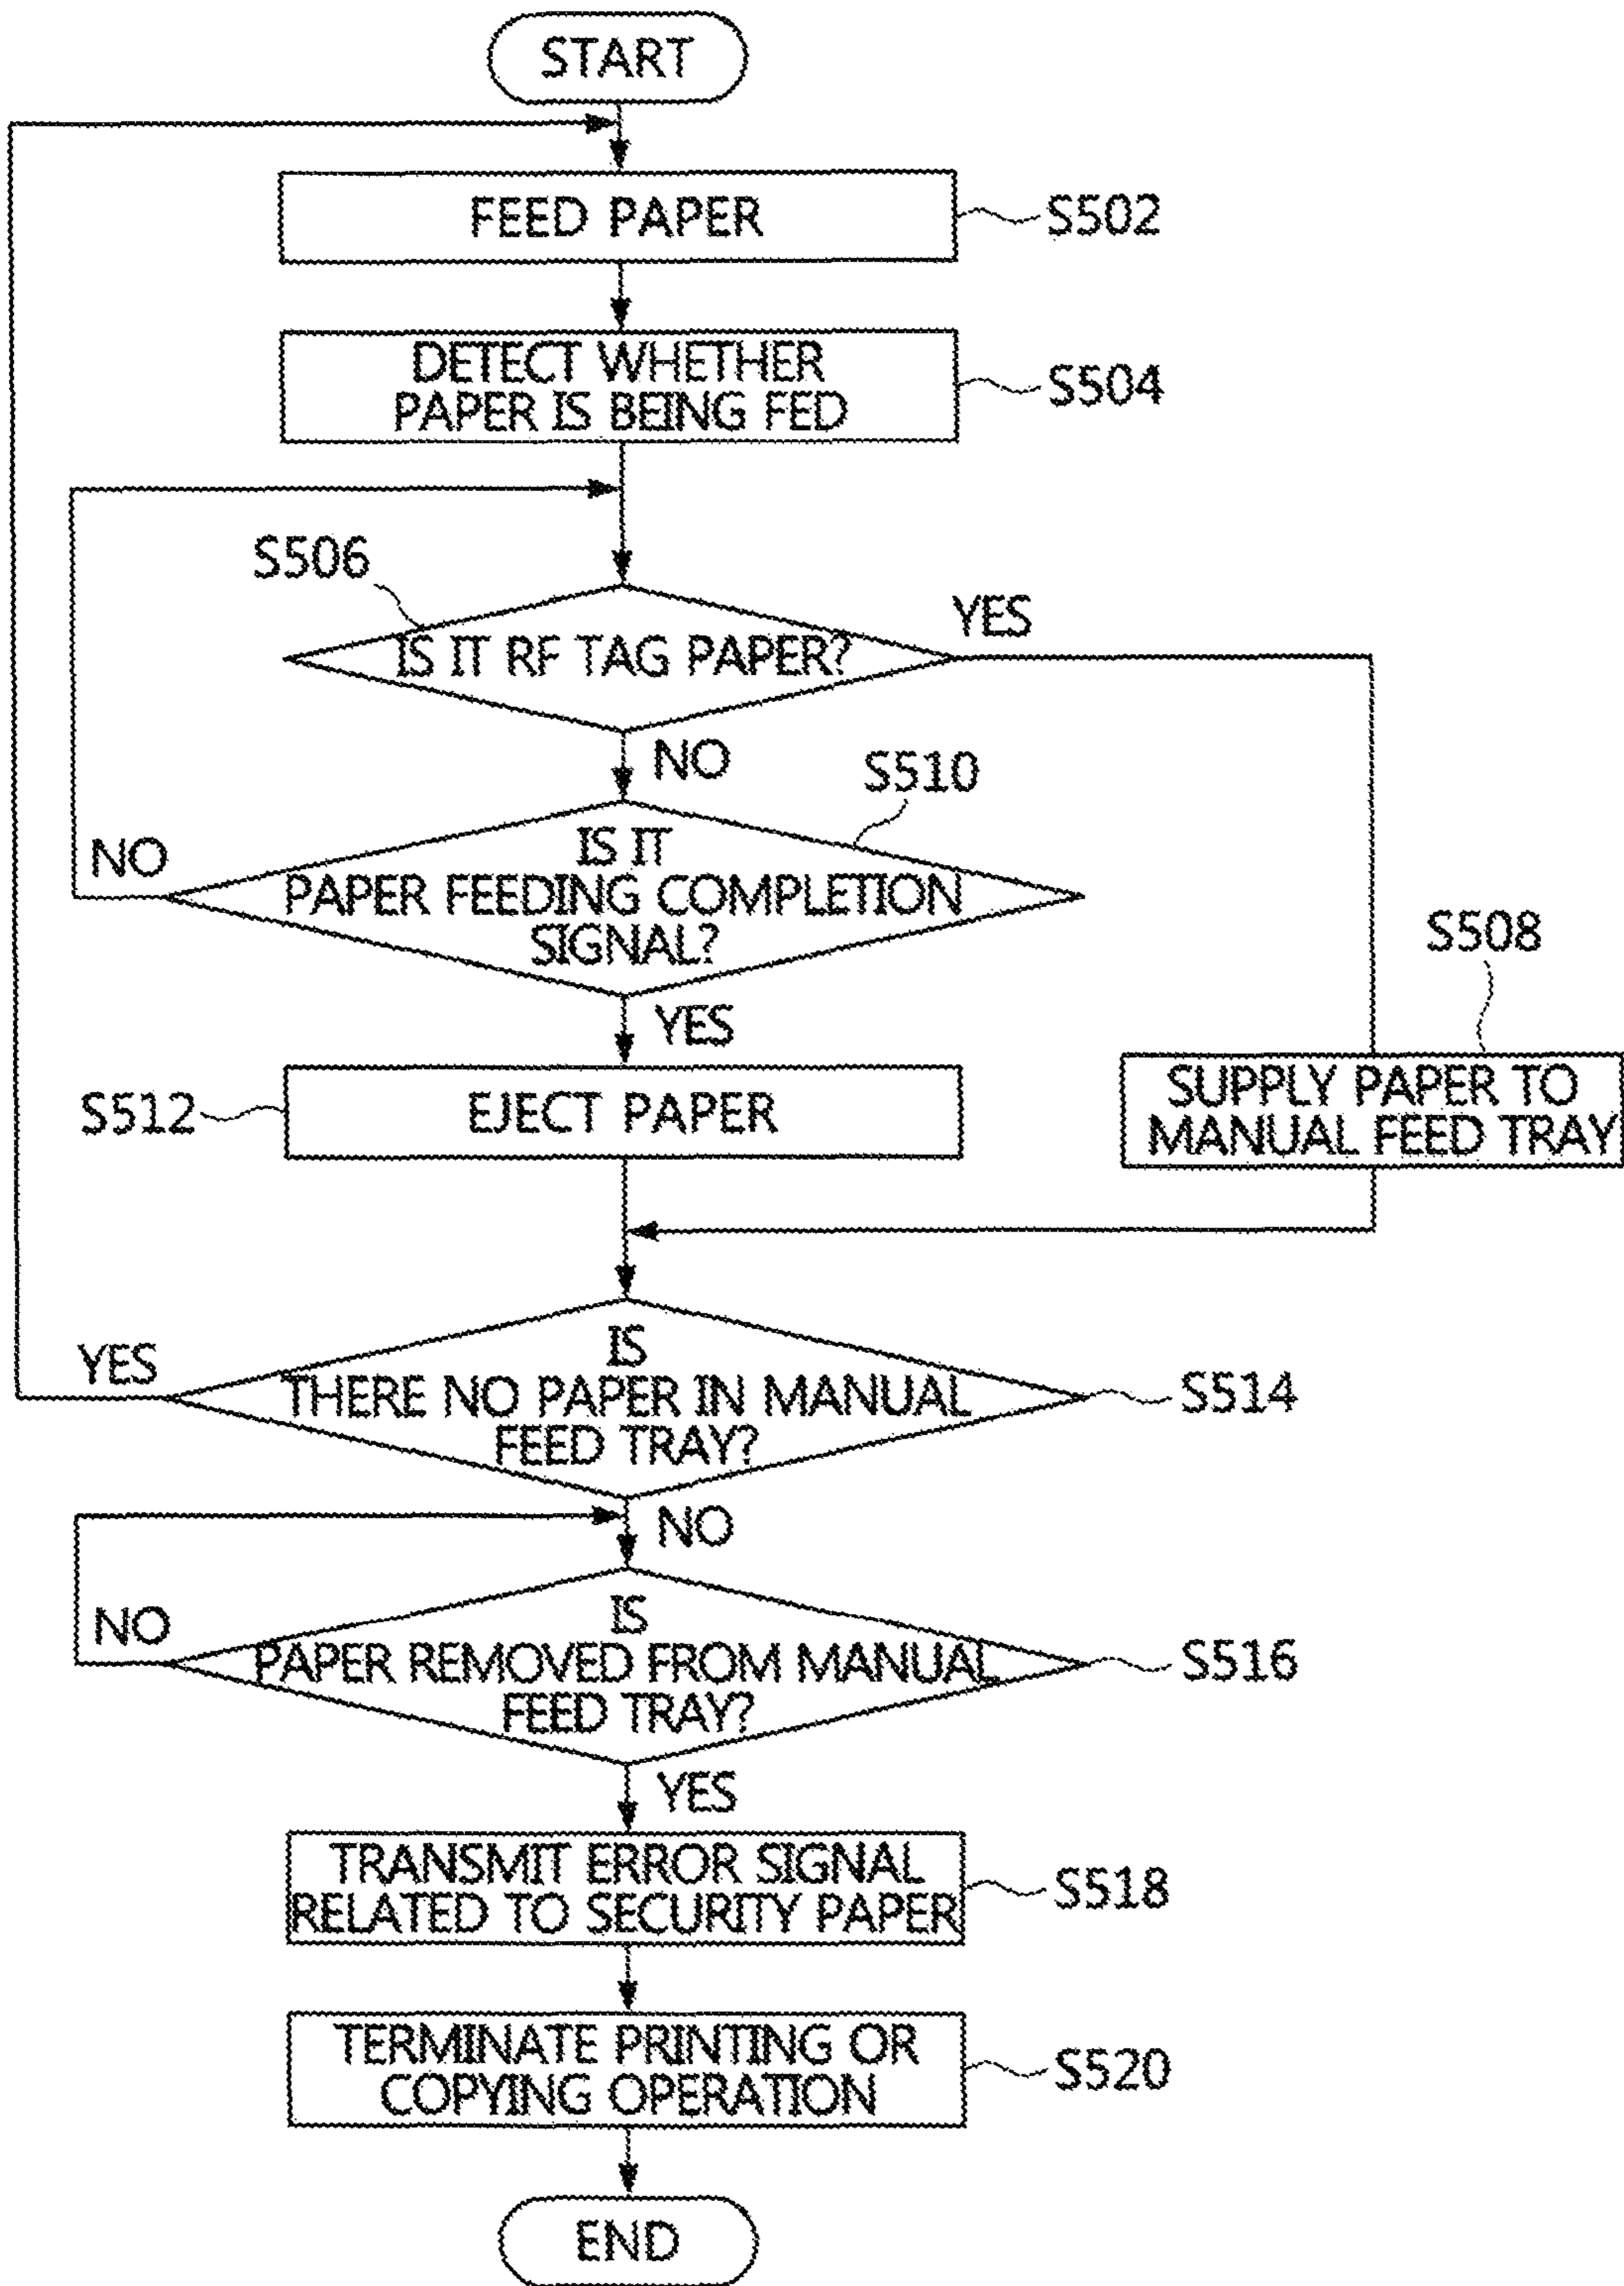 START
FEED PAPER
S502
DETECT WHETHER
PAPER IS BEING FED
S504
S506
IS IT RF TAG PAPER?
YES
NO
S510
IS IT
PAPER FEEDING COMPLETION
SIGNAL?
NO
YES
S508
SUPPLY PAPER TO
MANUAL FEED TRAY
S512
EJECT PAPER
IS
THERE NO PAPER IN MANUAL
FEED TRAY?
YES
S514
NO
IS
PAPER REMOVED FROM MANUAL
FEED TRAY?
NO
S516
YES
TRANSMIT ERROR SIGNAL
RELATED TO SECURITY PAPER
S518
TERMINATE PRINTING OR
COPYING OPERATION
S520
END